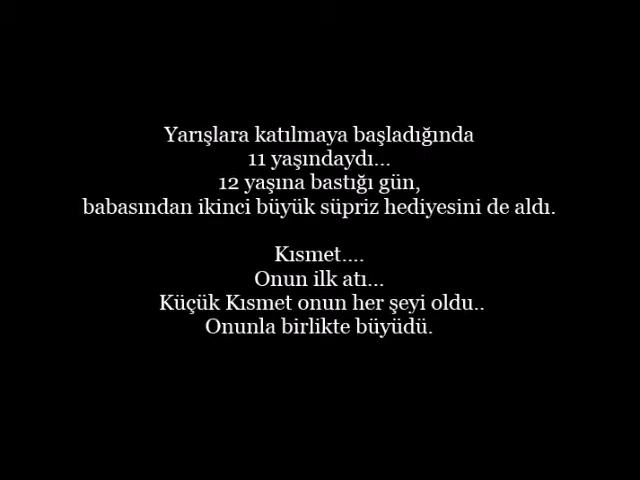 Yarışlara katılmaya başladığında
11 yaşındaydı...
12 yaşına bastığı gün,
babasından ikinci büyük süpriz hediyesini de aldı.
Kısmet....
Onun ilk atı...
Küçük Kısmet onun her şeyi oldu..
Onunla birlikte büyüdü.